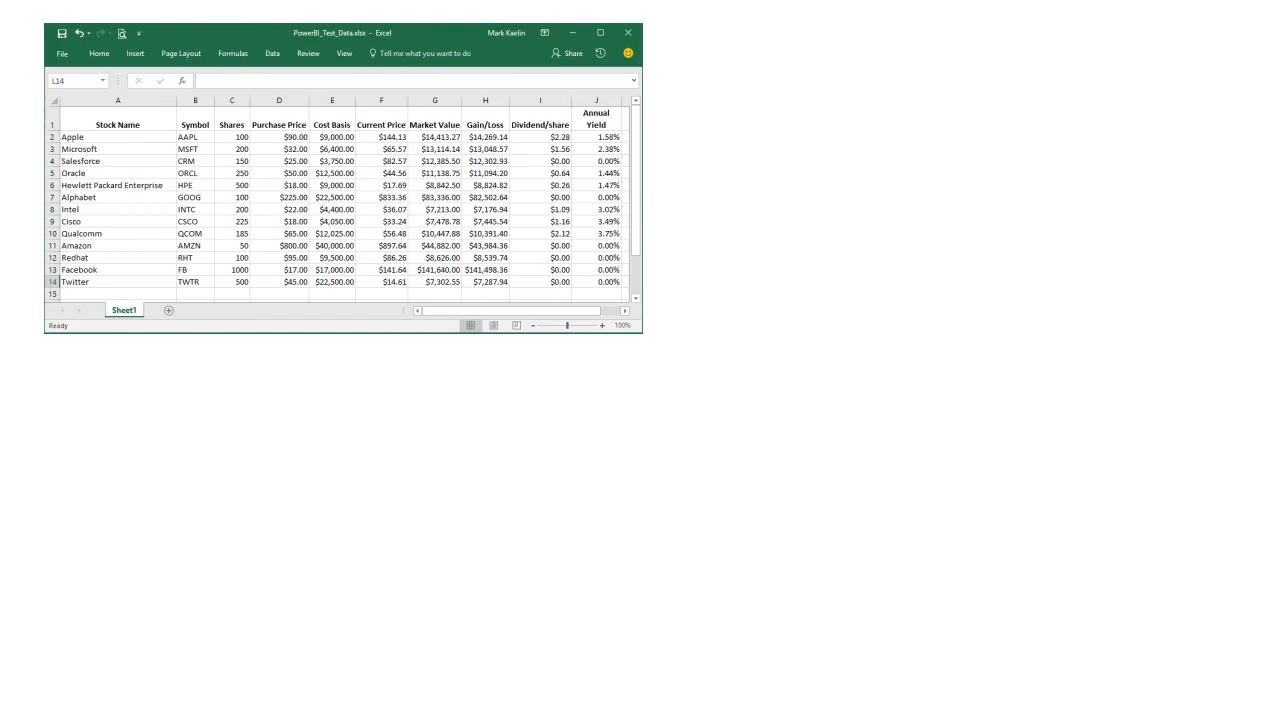 PowerBI_Test_Data.xlsx - Excel Mark Kaelin
File Home Insert Page Layout Formulas Data Review View Tell me what you want to do Share
L14 fx
A B C D E F G H I J
Annual
1 Stock Name Symbol Shares Purchase Price Cost Basis Current Price Market Value Gain/Loss Dividend/share Yield
2 Apple AAPL 100 $90.00 $9,000.00 $144.13 $14,413.27 $14,269.14 $2.28 1.58%
3 Microsoft MSFT 200 $32.00 $6,400.00 $65.57 $13,114.14 $13,048.57 $1.56 2.38%
4 Salesforce CRM 150 $25.00 $3,750.00 $82.57 $12,385.50 $12,302.93 $0.00 0.00%
5 Oracle ORCL 250 $50.00 $12,500.00 $44.56 $11,138.75 $11,094.20 $0.64 1.44%
6 Hewlett Packard Enterprise HPE 500 $18.00 $9,000.00 $17.69 $8,842.50 $8,824.82 $0.26 1.47%
7 Alphabet GOOG 100 $225.00 $22,500.00 $833.36 $83,336.00 $82,502.64 $0.00 0.00%
8 Intel INTC 200 $22.00 $4,400.00 $36.07 $7,213.00 $7,176.94 $1.09 3.02%
9 Cisco CSCO 225 $18.00 $4,050.00 $33.24 $7,478.78 $7,445.54 $1.16 3.49%
10 Qualcomm QCOM 185 $65.00 $12,025.00 $56.48 $10,447.88 $10,391.40 $2.12 3.75%
11 Amazon AMZN 50 $800.00 $40,000.00 $897.64 $44,882.00 $43,984.36 $0.00 0.00%
12 Redhat RHT 100 $95.00 $9,500.00 $86.26 $8,626.00 $8,539.74 $0.00 0.00%
13 Facebook FB 1000 $17.00 $17,000.00 $141.64 $141,640.00 $141,498.36 $0.00 0.00%
14 Twitter TWTR 500 $45.00 $22,500.00 $14.61 $7,302.55 $7,287.94 $0.00 0.00%
15
Sheet1
Ready 100%